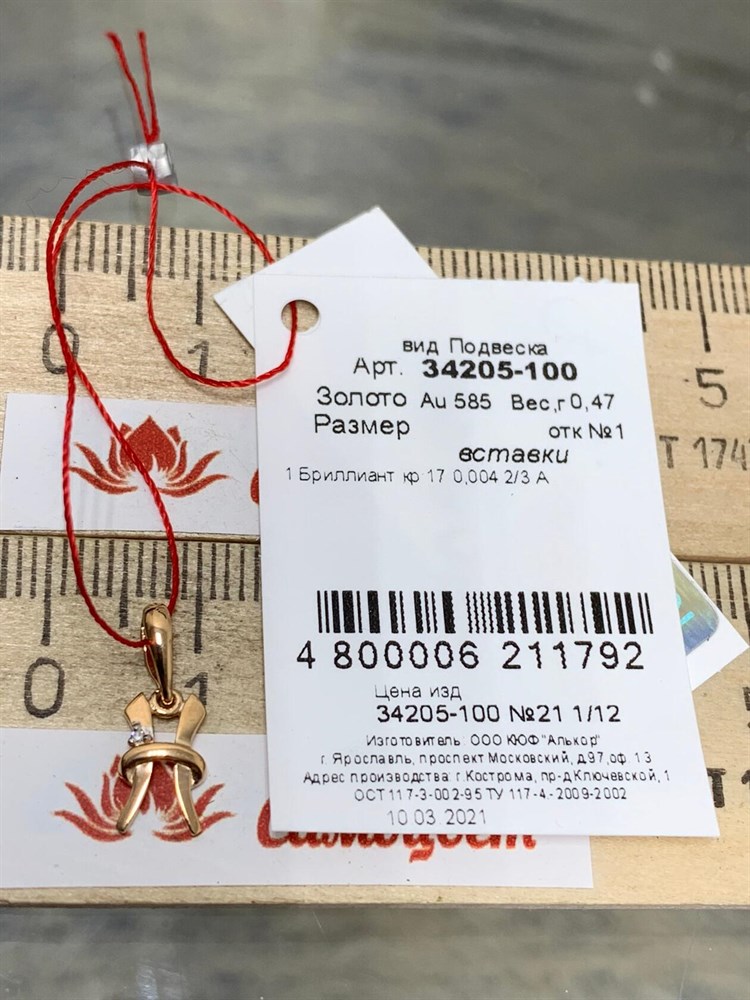 0
1
5
вид Подвеска
Арт. 34205-100
Золото Au 585 Вес,г 0,47
Размер отк №1
вставки
1 Бриллиант кр 17 0,004 2/3 А
Т 174
0
1
4 800006 211792
Цена изд
34205-100 №21 1/12
Изготовитель: ООО КЮФ "Алькор"
г. Ярославль, проспект Московский, д.97,оф. 13
Адрес производства: г.Кострома, пр-д Ключевской, 1
ОСТ 117-3-002-95 ТУ 117-4.-2009-2002
10 03. 2021
Самоцвет